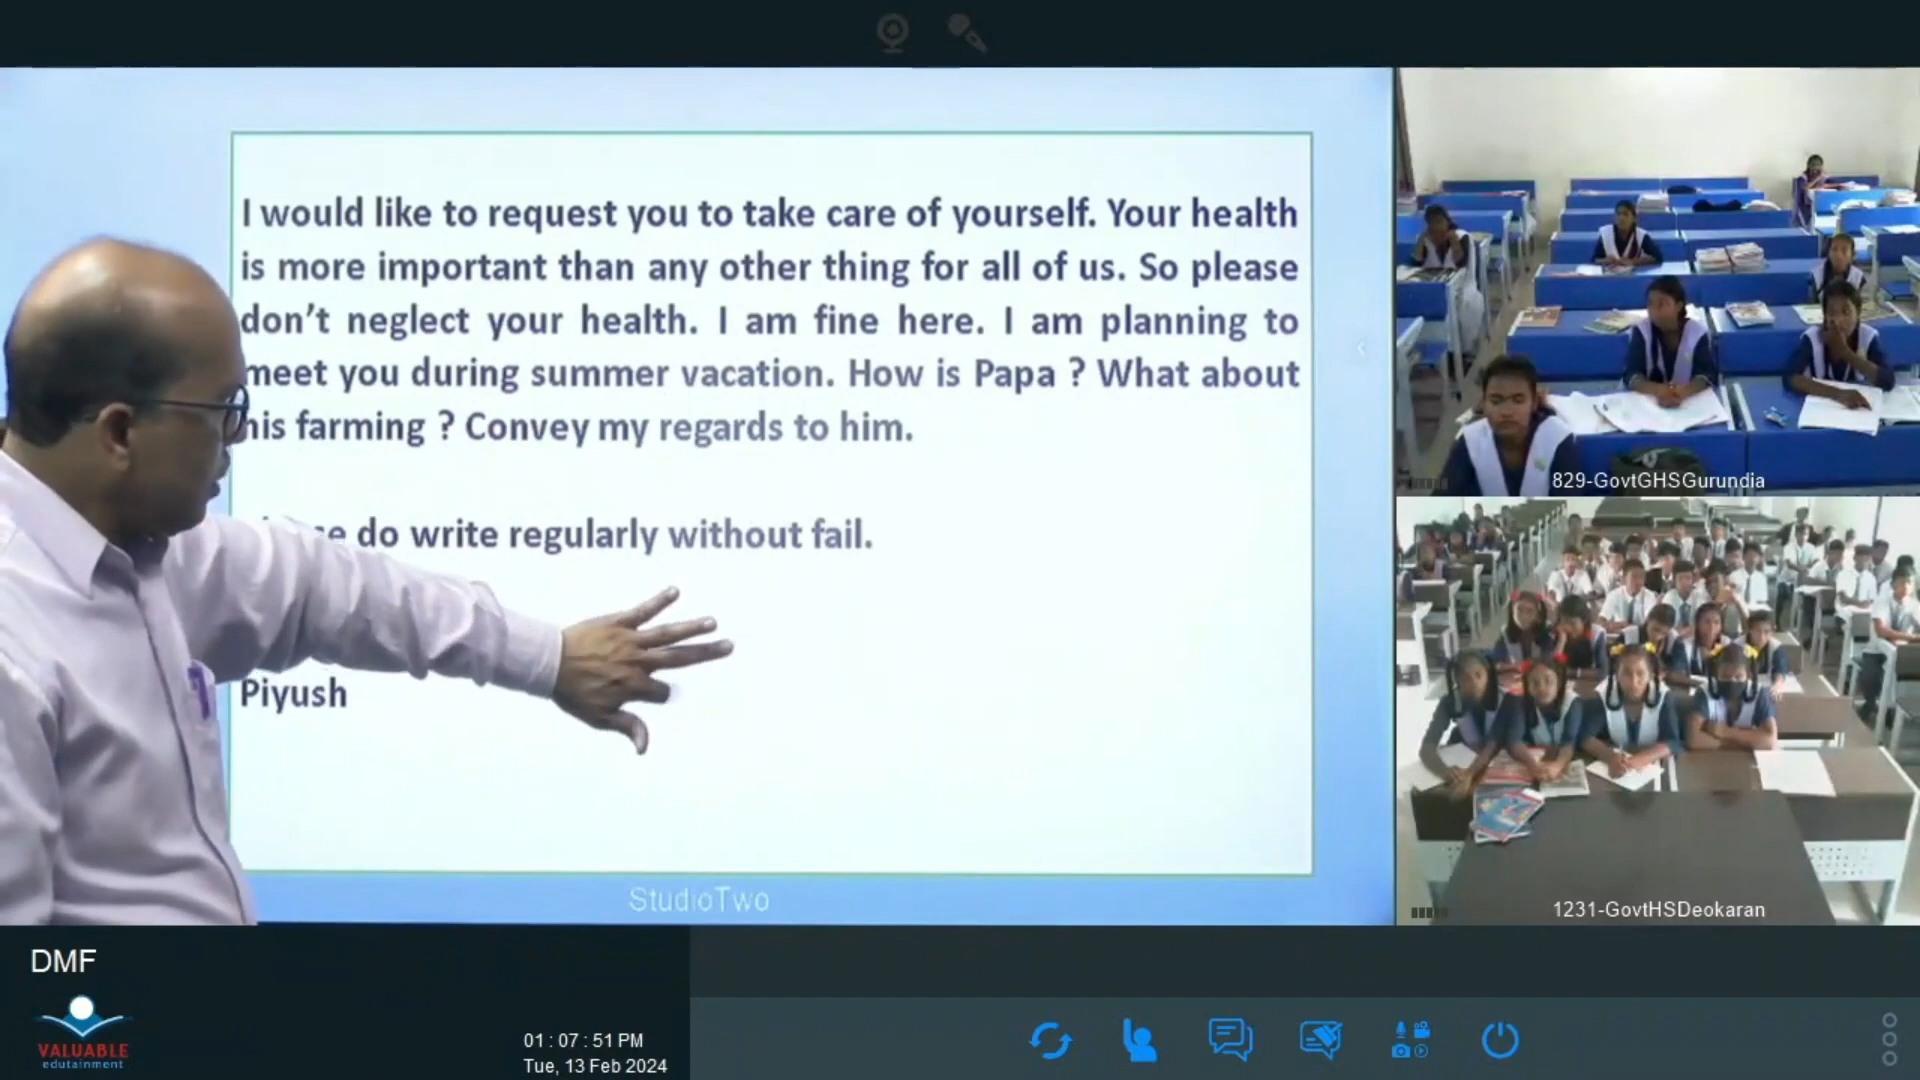 I would like to request you to take care of yourself. Your health
is more important than any other thing for all of us. So please
don't neglect your health. I am fine here. I am planning to
meet you during summer vacation. How is Papa ? What about
his farming ? Convey my regards to him.
do write regularly without fail.
Piyush
StudioTwo
829-GovtGHSGurundia
1231-GovtHSDeokaran
DMF
VALUABLE
edutainment
01 : 07 : 51 PM
Tue, 13 Feb 2024